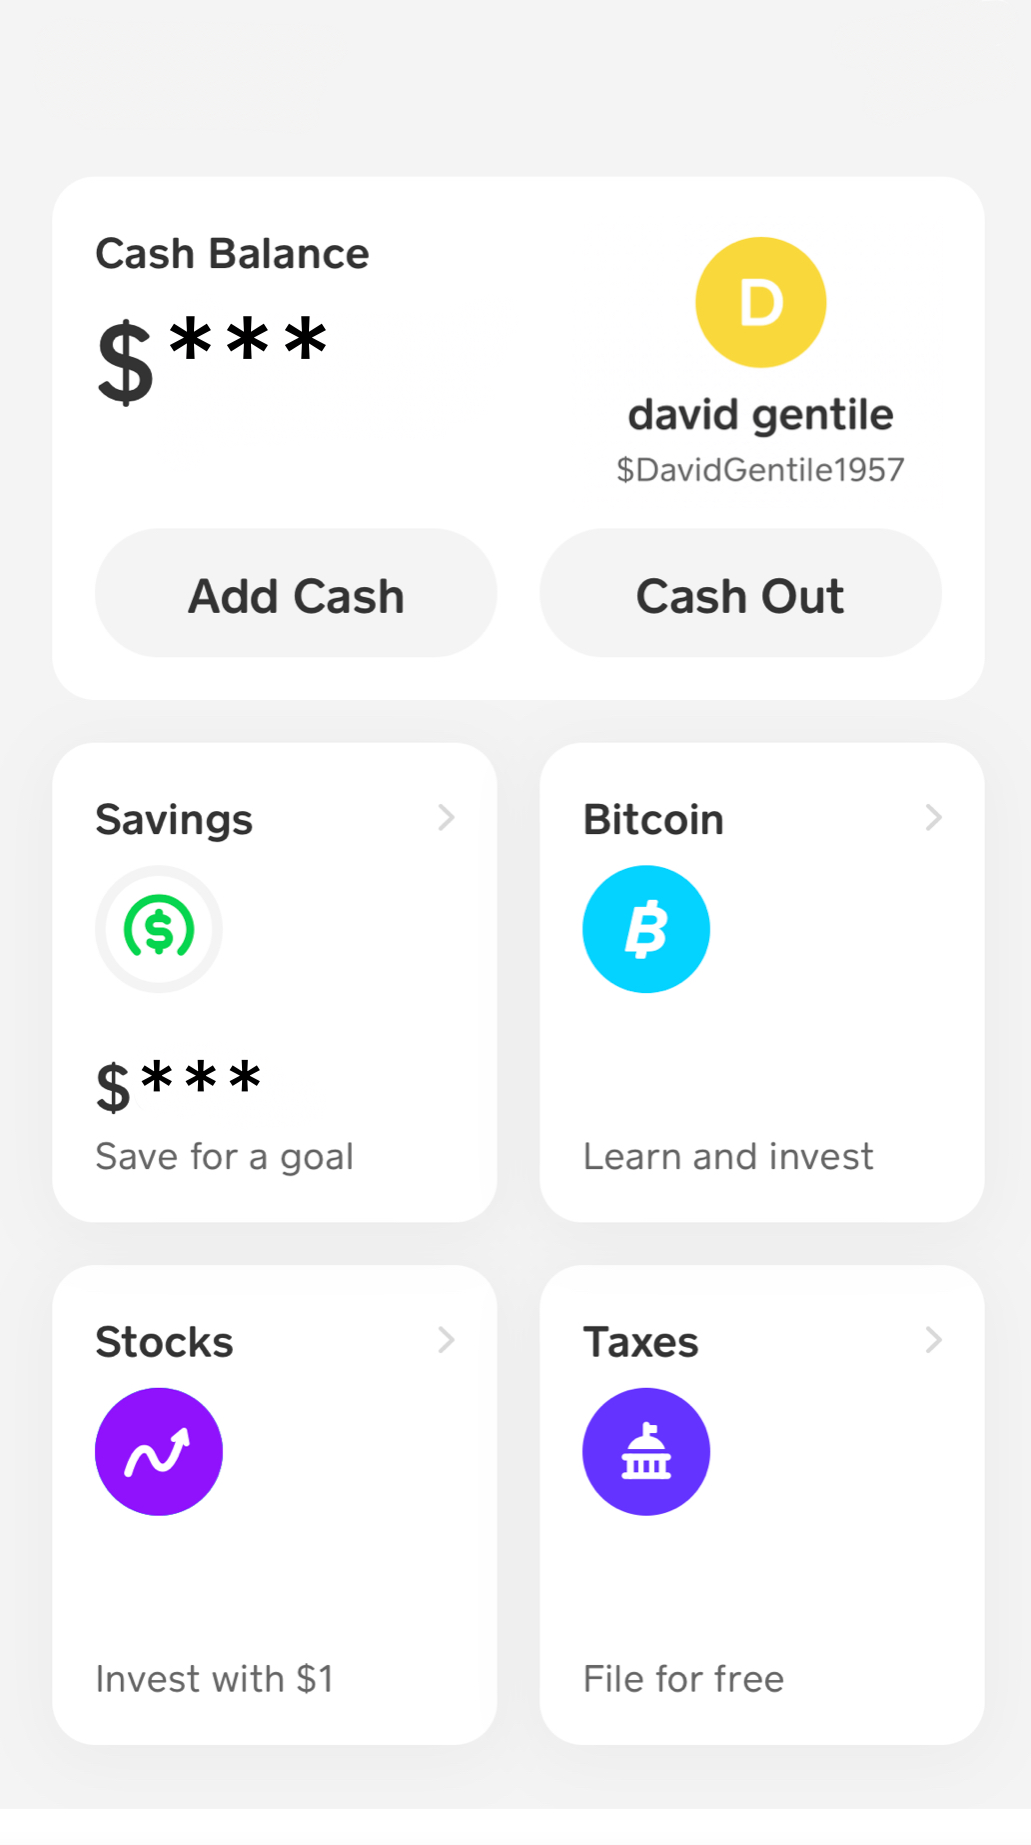 Cash Balance
$***
D
david gentile
$DavidGentile1957
Add Cash
Cash Out
Savings
Bitcoin
$***
Save for a goal
Learn and invest
Stocks
Taxes
Invest with $1
File for free